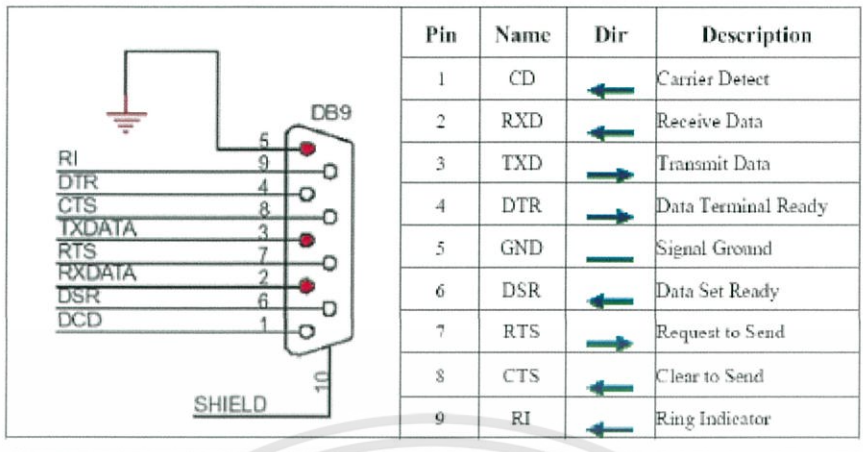 DB9
5
RI 9
DTR 4
CTS 8
TXDATA 3
RTS 7
RXDATA 2
DSR 6
DCD 1
10
SHIELD
Pin Name Dir Description
1 CD Carrier Detect
2 RXD Receive Data
3 TXD Transmit Data
4 DTR Data Terminal Ready
5 GND Signal Ground
6 DSR Data Set Ready
7 RTS Request to Send
8 CTS Clear to Send
9 RI Ring Indicator